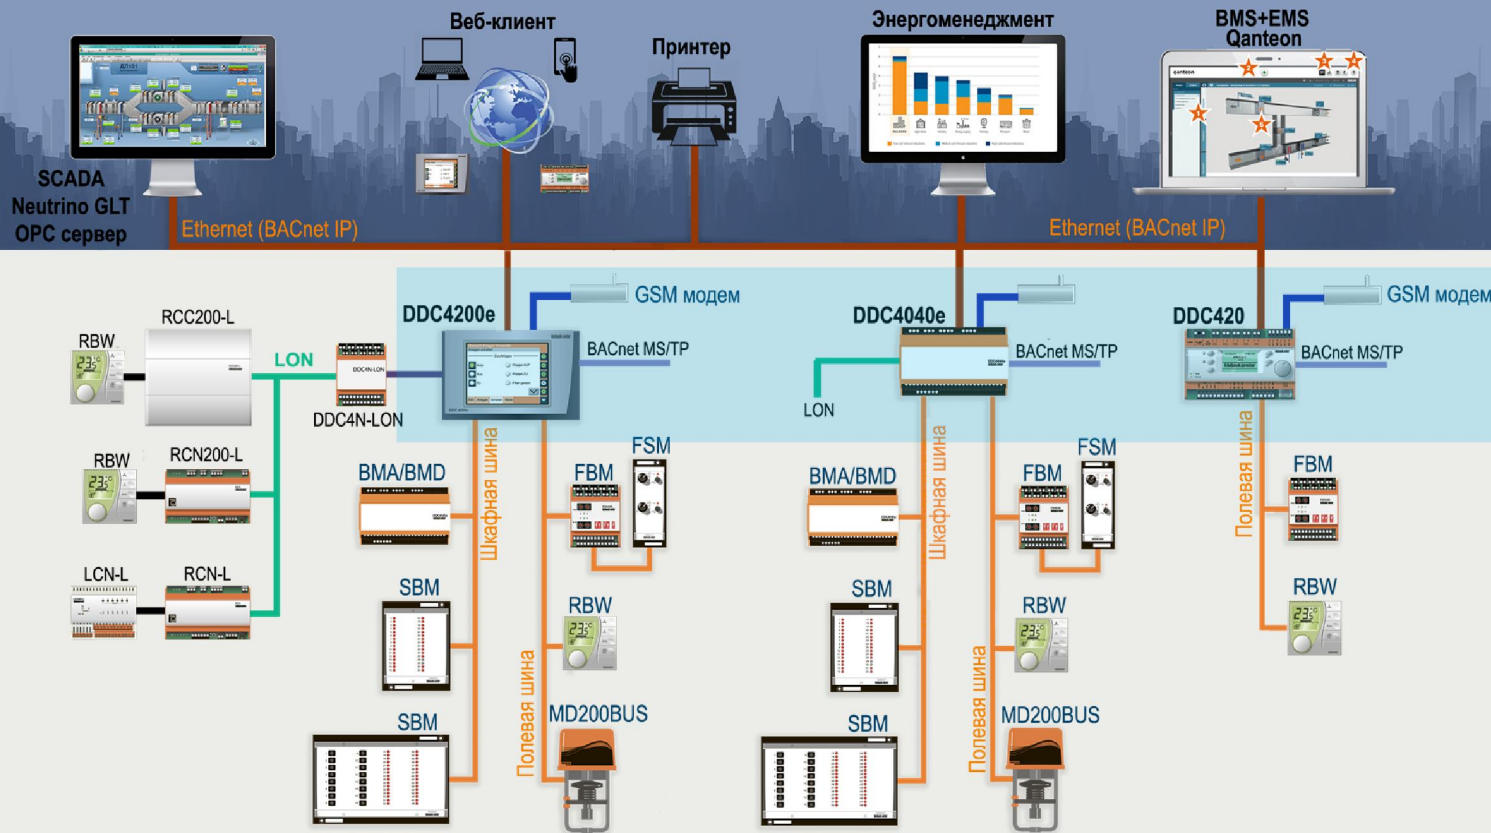 Веб-клиент
Принтер
Энергоменеджмент
BMS+EMS
Qanteon
qanteon
SCADA
Neutrino GLT
OPC сервер
Ethernet (BACnet IP)
Ethernet (BACnet IP)
DDC4200e
GSM модем
BACnet MS/TP
DDC4040e
BACnet MS/TP
LON
DDC420
GSM модем
BACnet MS/TP
RBW
RCC200-L
LON
DDC4N-LON
DDC4N-LON
RBW
RCN200-L
LCN-L
RCN-L
BMA/BMD
Шкафная шина
FBM
FSM
SBM
RBW
SBM
Полевая шина
MD200BUS
BMA/BMD
Шкафная шина
FBM
FSM
SBM
RBW
SBM
Полевая шина
MD200BUS
Полевая шина
FBM
RBW